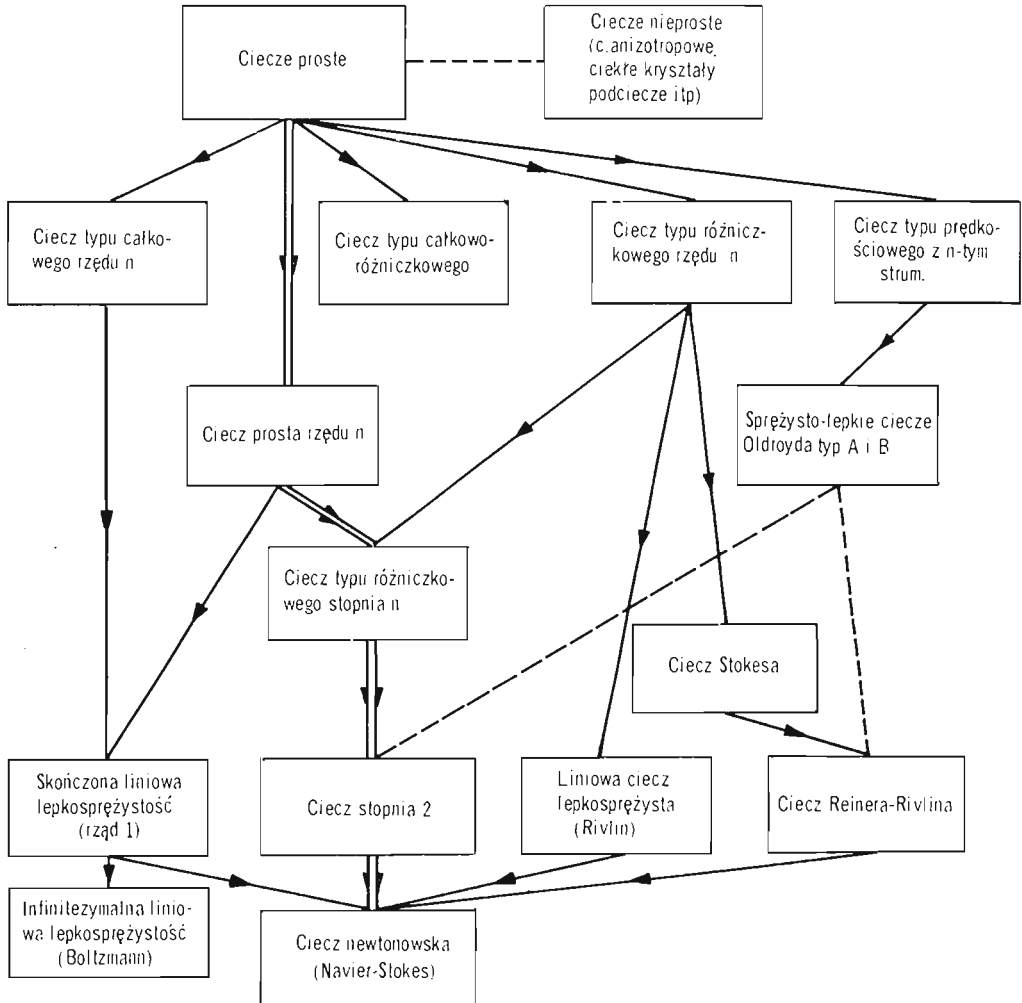 Ciecze proste
Ciecze nieproste
(c.anizotropowe,
ciekłe kryształy
podciecze itp)
Ciecz typu całko-
wego rzędu n
Ciecz typu całkowo-
różniczkowego
Ciecz typu różnicz-
kowego rzędu n
Ciecz typu prędko-
ściowego z n-tym
strum.
Ciecz prosta rzędu n
Sprężysto-lepkie ciecze
Oldroyda typ A i B
Ciecz typu różniczko-
wego stopnia n
Ciecz Stokesa
Skończona liniowa
lepkosprężystość
(rząd 1)
Ciecz stopnia 2
Liniowa ciecz
lepkosprężysta
(Rivlin)
Ciecz Reinera-Rivlina
Infinitezymalna linio-
wa lepkosprężystość
(Boltzmann)
Ciecz newtonowska
(Navier-Stokes)